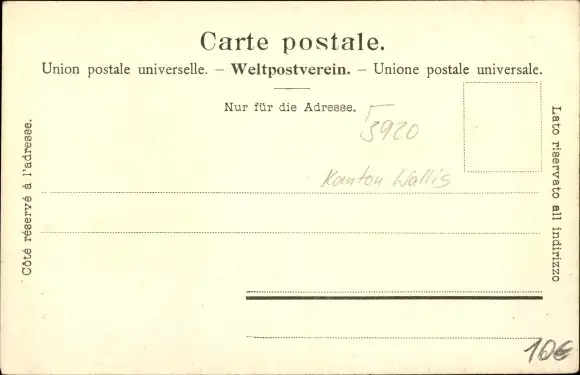 Carte postale.
Union postale universelle. – Weltpostverein. – Unione postale universale.
Nur für die Adresse.
3920
Kanton Wallis
Côté réservé à l'adresse.
Lato riservato all indirizzo
10€